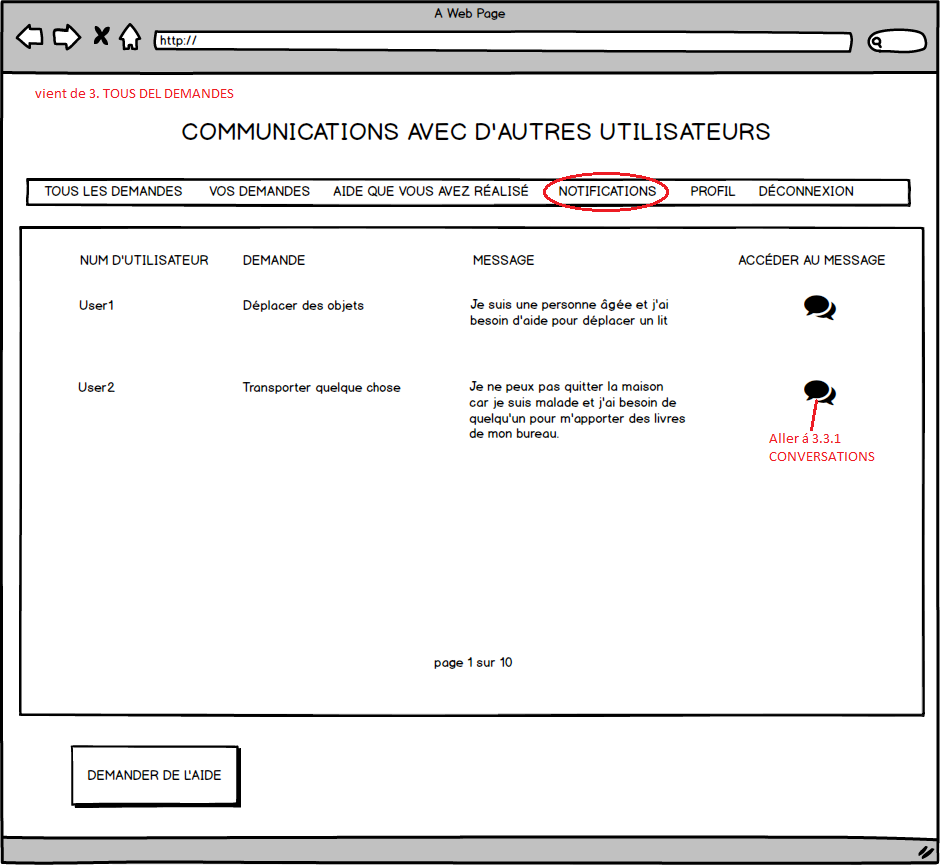 A Web Page
http://
vient de 3. TOUS DEL DEMANDES
COMMUNICATIONS AVEC D'AUTRES UTILISATEURS
TOUS LES DEMANDES VOS DEMANDES AIDE QUE VOUS AVEZ RÉALISÉ NOTIFICATIONS PROFIL DÉCONNEXION
NUM D'UTILISATEUR DEMANDE MESSAGE ACCÉDER AU MESSAGE
User1 Déplacer des objets Je suis une personne âgée et j'ai
besoin d'aide pour déplacer un lit
User2 Transporter quelque chose Je ne peux pas quitter la maison
car je suis malade et j'ai besoin de
quelqu'un pour m'apporter des livres
de mon bureau.
Aller á 3.3.1
CONVERSATIONS
page 1 sur 10
DEMANDER DE L'AIDE